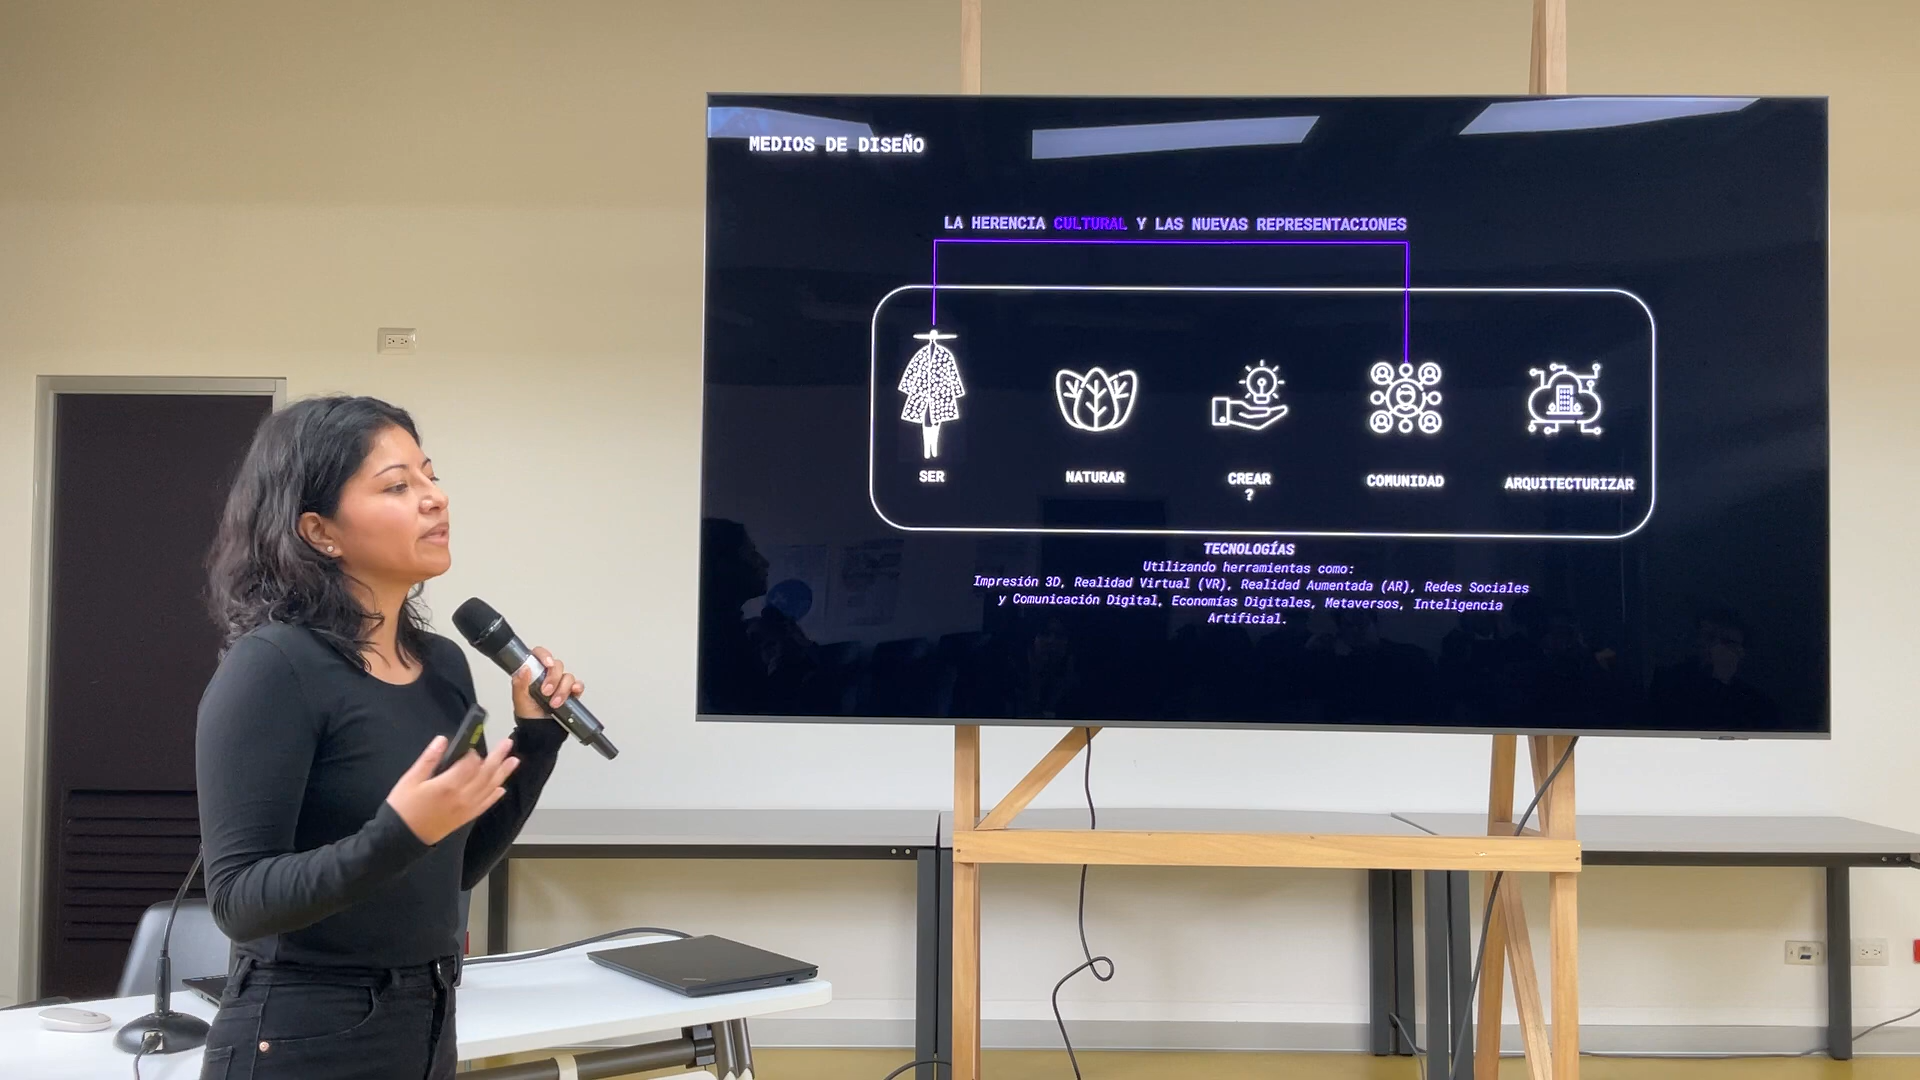 MEDIOS DE DISEÑO
LA HERENCIA CULTURAL Y LAS NUEVAS REPRESENTACIONES
SER
NATURAR
CREAR
?
COMUNIDAD
ARQUITECTURIZAR
TECNOLOGÍAS
Utilizando herramientas como:
Impresión 3D, Realidad Virtual (VR), Realidad Aumentada (AR), Redes Sociales
y Comunicación Digital, Economías Digitales, Metaversos, Inteligencia
Artificial.